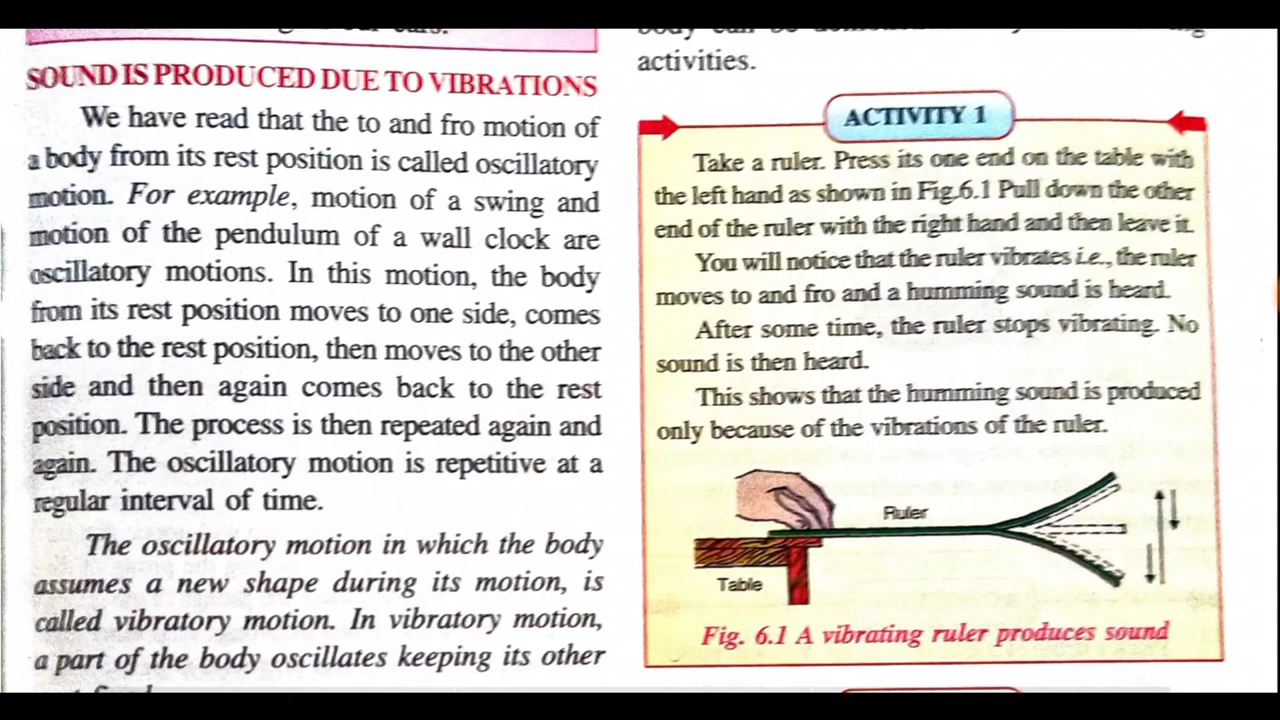 SOUND IS PRODUCED DUE TO VIBRATIONS
We have read that the to and fro motion of
a body from its rest position is called oscillatory
motion. For example, motion of a swing and
motion of the pendulum of a wall clock are
oscillatory motions. In this motion, the body
from its rest position moves to one side, comes
back to the rest position, then moves to the other
side and then again comes back to the rest
position. The process is then repeated again and
again. The oscillatory motion is repetitive at a
regular interval of time.
The oscillatory motion in which the body
assumes a new shape during its motion, is
called vibratory motion. In vibratory motion,
a part of the body oscillates keeping its other
body can be
activities.
ACTIVITY 1
Take a ruler. Press its one end on the table with
the left hand as shown in Fig.6.1 Pull down the other
end of the ruler with the right hand and then leave it.
You will notice that the ruler vibrates i.e., the ruler
moves to and fro and a humming sound is heard.
After some time, the ruler stops vibrating. No
sound is then heard.
This shows that the humming sound is produced
only because of the vibrations of the ruler.
Ruler
Table
Fig. 6.1 A vibrating ruler produces sound